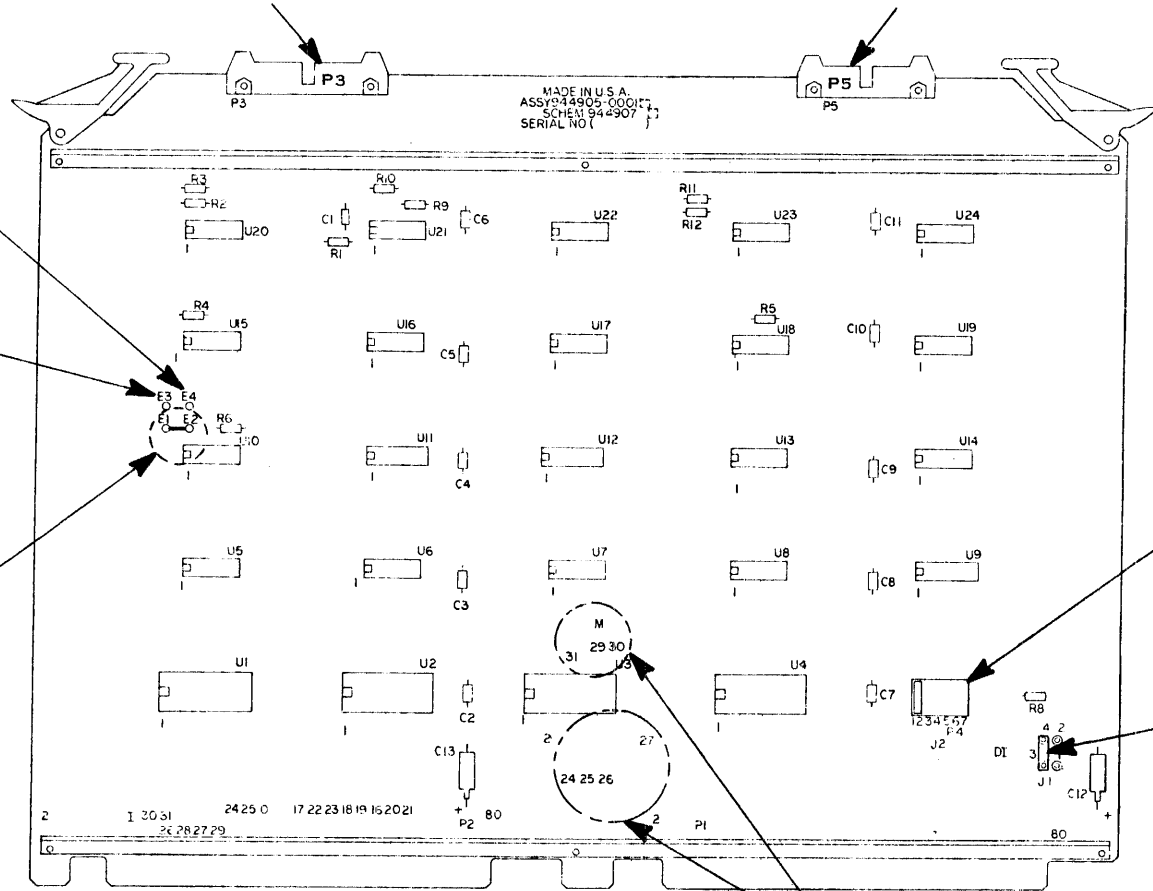 P3 P5
P3 P5
MADE IN U.S.A.
ASSY944905-0001
SCHEM 944907
SERIAL NO ( )
R3 R10 R11
R2 R9 R12
C1 C6 C11
U20 U21 U22 U23 U24
1 R1 1 1 1 1
R4 R5
U15 U16 U17 U18 U19
C5 C10
1 1 1 1 1
E3 E4
E1 E2 R6
U10 U11 U12 U13 U14
C4 C9
1 1 1 1 1
U5 U6 U7 U8 U9
C3 C8
1 1 1 1 1
M
31 29 30
U1 U2 U3 U4
C2 C7 R8
1 1 1 1
1234567
P4
J2
4 2
DI 3
J1
C13 C12
27
24 25 26
2 30 31 24 25 0 17 22 23 18 19 16 20 21
28 27 29
+ P2 80 2 P1 80 +